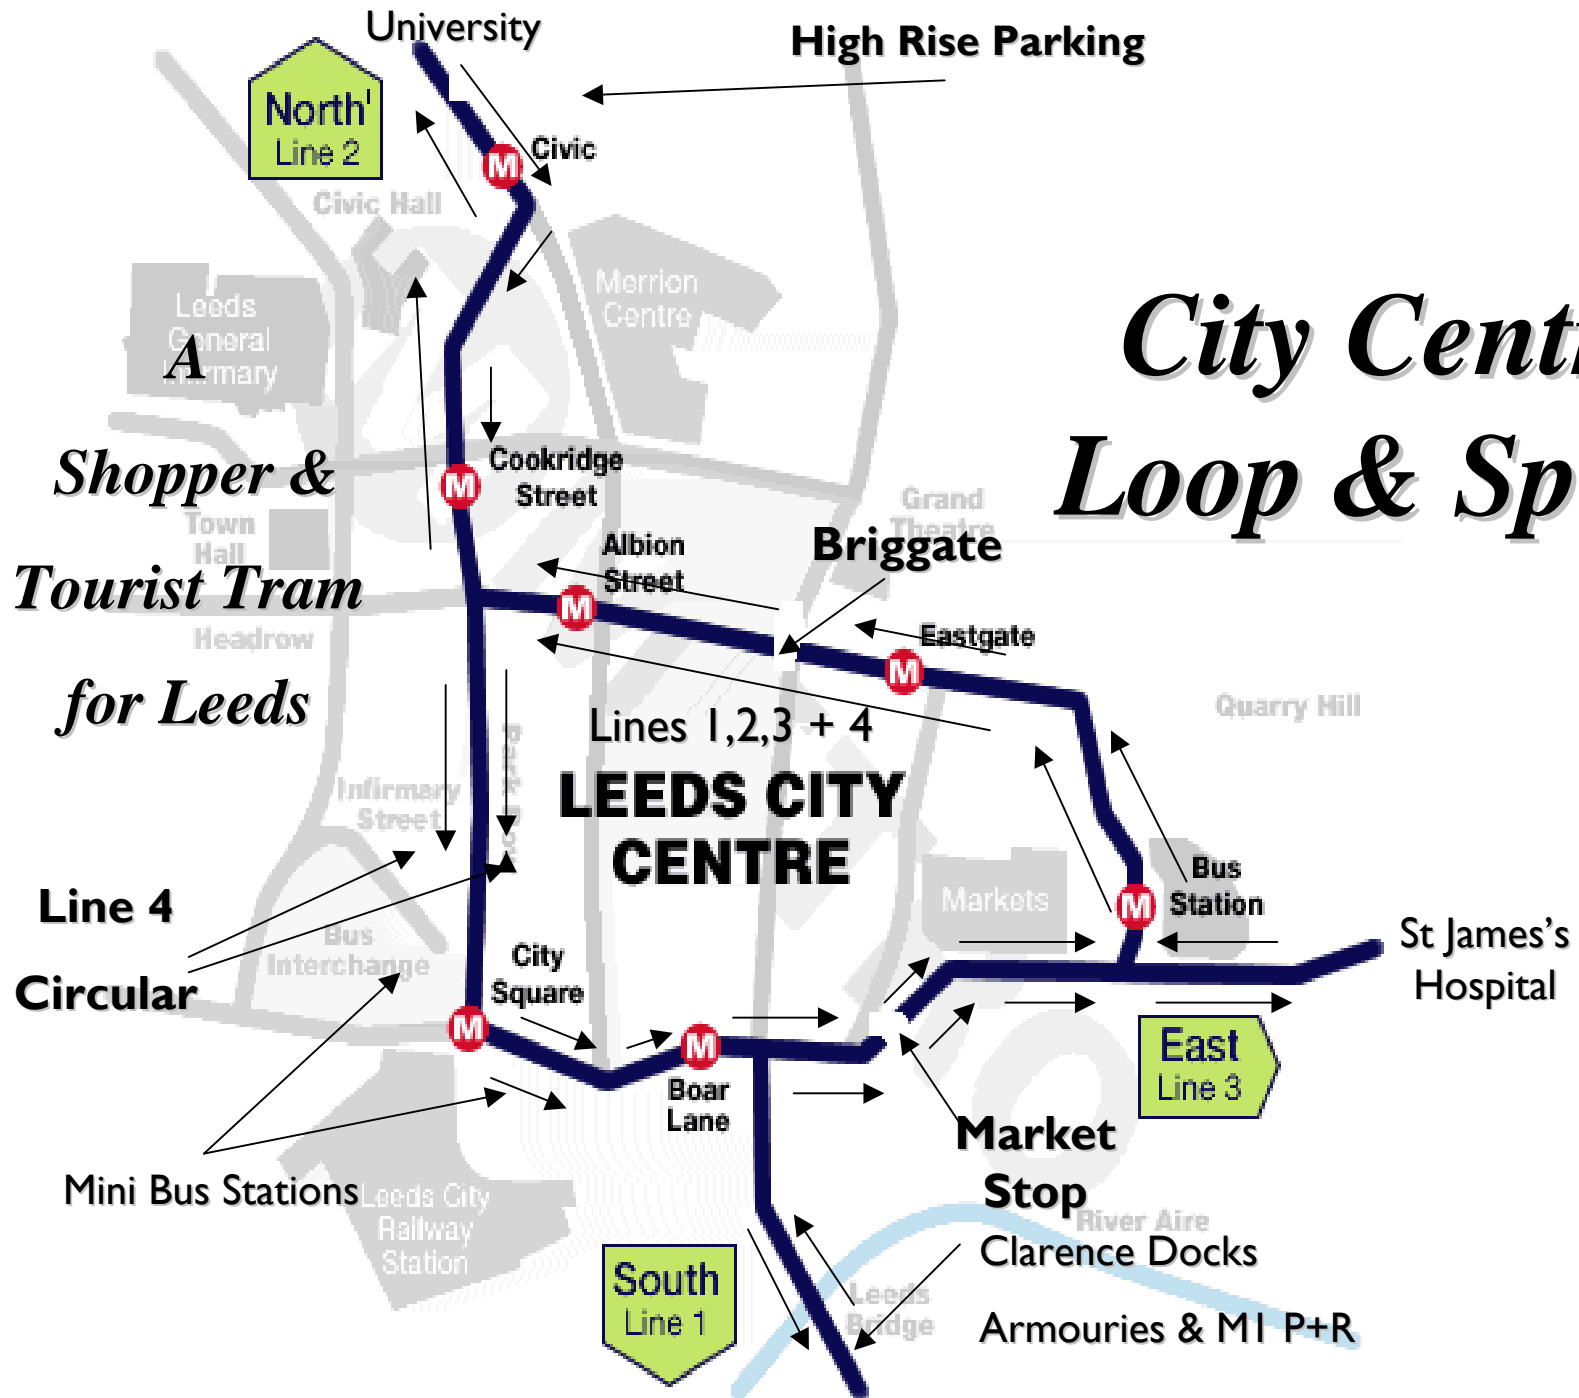 University
High Rise Parking
North
Line 2
Civic
Civic Hall
Merrion
Centre
Leeds
General
Infirmary
City Cent
Loop & Sp
A
Shopper &
Tourist Tram
for Leeds
Cookridge
Street
Town
Hall
Grand
Theatre
Albion
Street
Briggate
Headrow
Eastgate
Quarry Hill
Lines 1,2,3 + 4
LEEDS CITY
CENTRE
Infirmary
Street
Park Row
Markets
Bus
Station
Line 4
Circular
Bus
Interchange
City
Square
St James’s
Hospital
East
Line 3
Boar
Lane
Market
Stop
Mini Bus Stations
Leeds City
Railway
Station
River Aire
Clarence Docks
South
Line 1
Leeds
Bridge
Armouries & M1 P+R
M
M
M
M
M
M
M